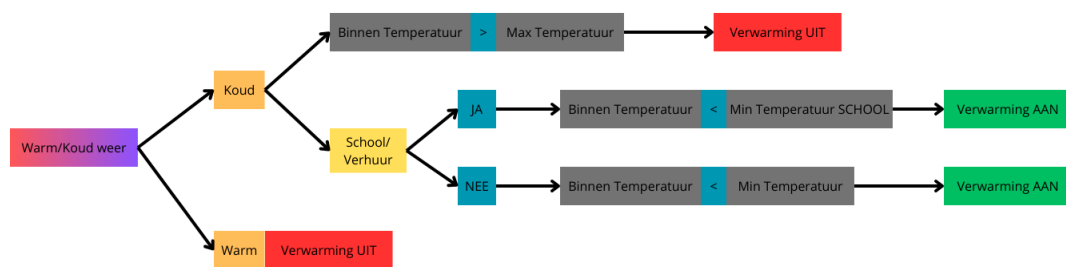 Binnen Temperatuur > Max Temperatuur
Verwarming UIT
Koud
JA
Binnen Temperatuur < Min Temperatuur SCHOOL
Verwarming AAN
Warm/Koud weer
School/
Verhuur
NEE
Binnen Temperatuur < Min Temperatuur
Verwarming AAN
Warm
Verwarming UIT